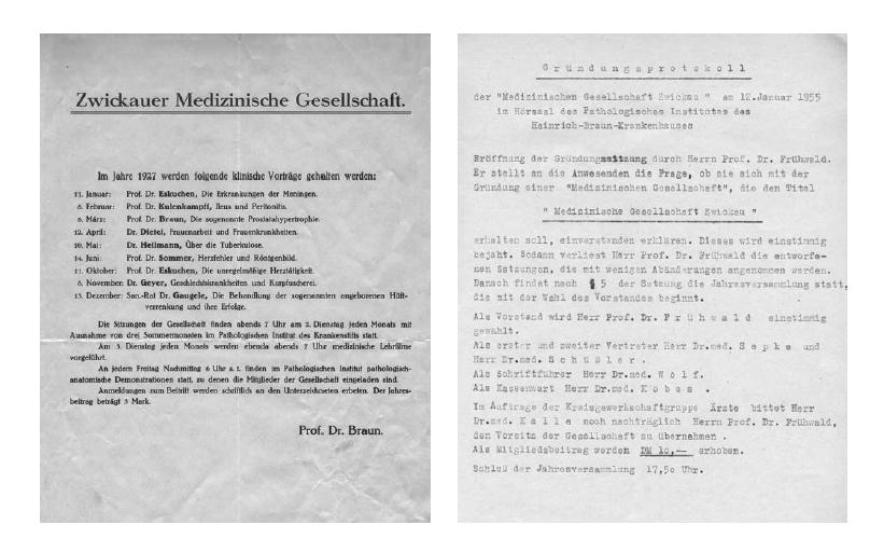 Zwickauer Medizinische Gesellschaft.
Im Jahre 1927 werden folgende klinische Vorträge gehalten werden:
11. Januar: Prof. Dr. Eskuchen, Die Erkrankungen der Meningen.
8. Februar: Prof. Dr. Kulenkampff, Ileus und Peritonitis.
8. März: Prof. Dr. Braun, Die sogenannte Prostatahypertrophie.
12. April: Dr. Dietel, Frauenarbeit und Frauenkrankheiten.
10. Mai: Dr. Heilmann, Über die Tuberkulose.
14. Juni: Prof. Dr. Sommer, Herzfehler und Röntgenbild.
11. Oktober: Prof. Dr. Eskuchen, Die unregelmäßige Herztätigkeit.
8. November: Dr. Geyer, Geschlechtskrankheiten und Kurpfuscherei.
13. Dezember: San.-Rat Dr. Gaugele, Die Behandlung der sogenannten angeborenen Hüft-
verrenkung und ihre Erfolge.
Die Sitzungen der Gesellschaft finden abends 7 Uhr am 2. Dienstag jeden Monats mit
Ausnahme von drei Sommermonaten im Pathologischen Institut des Krankenstifts statt.
Am 3. Dienstag jeden Monats werden ebenda abends 7 Uhr medizinische Lehrfilme
vorgeführt.
An jedem Freitag Nachmittag 6 Uhr s. t. finden im Pathologischen Institut pathologisch-
anatomische Demonstrationen statt, zu denen die Mitglieder der Gesellschaft eingeladen sind.
Anmeldungen zum Beitritt werden schriftlich an den Unterzeichneten erbeten. Der Jahres-
beitrag beträgt 3 Mark.
Prof. Dr. Braun.
Gründungsprotokoll
der "Medizinischen Gesellschaft Zwickau " am 12.Januar 1955
im Hörsaal des Pathologischen Institutes des
Heinrich-Braun-Krankenhauses
Eröffnung der Gründungssitzung durch Herrn Prof. Dr. Frühwald.
Er stellt an die Anwesenden die Frage, ob sie sich mit der
Gründung einer "Medizinischen Gesellschaft", die den Titel
" Medizinische Gesellschaft Zwickau "
erhalten soll, einverstanden erklären. Dieses wird einstimmig
bejaht. Sodann verliest Herr Prof. Dr. Frühwald die entworfe-
nen Satzungen, die mit wenigen Abänderungen angenommen werden.
Danach findet nach § 5 der Satzung die Jahresversammlung statt,
die mit der Wahl des Vorstandes beginnt.
Als Vorstand wird Herr Prof. Dr. F r ü h w a l d einstimmig
gewählt.
Als erster und zweiter Vertreter Herr Dr.med. S e p k e und
Herr Dr.med. S c h ü ß l e r .
Als Schriftführer Herr Dr.med. W o l f.
Als Kassenwart Herr Dr.med. K o b e s .
Im Auftrage der Kreisgewerkschaftgruppe Ärzte bittet Herr
Dr.med. K a l l e noch nachträglich Herrn Prof. Dr. Frühwald,
den Vorsitz der Gesellschaft zu übernehmen .
Als Mitgliedsbeitrag werden DM 10,— erhoben.
Schluß der Jahresversammlung 17,50 Uhr.